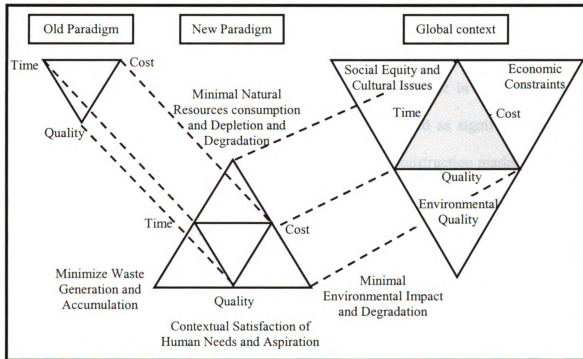 Old Paradigm
New Paradigm
Global context
Time
Cost
Quality
Minimal Natural
Resources consumption
and Depletion and
Degradation
Time
Cost
Minimize Waste
Generation and
Accumulation
Quality
Minimal
Environmental Impact
and Degradation
Contextual Satisfaction of
Human Needs and Aspiration
Social Equity and
Cultural Issues
Economic
Constraints
Time
Cost
Quality
Environmental
Quality